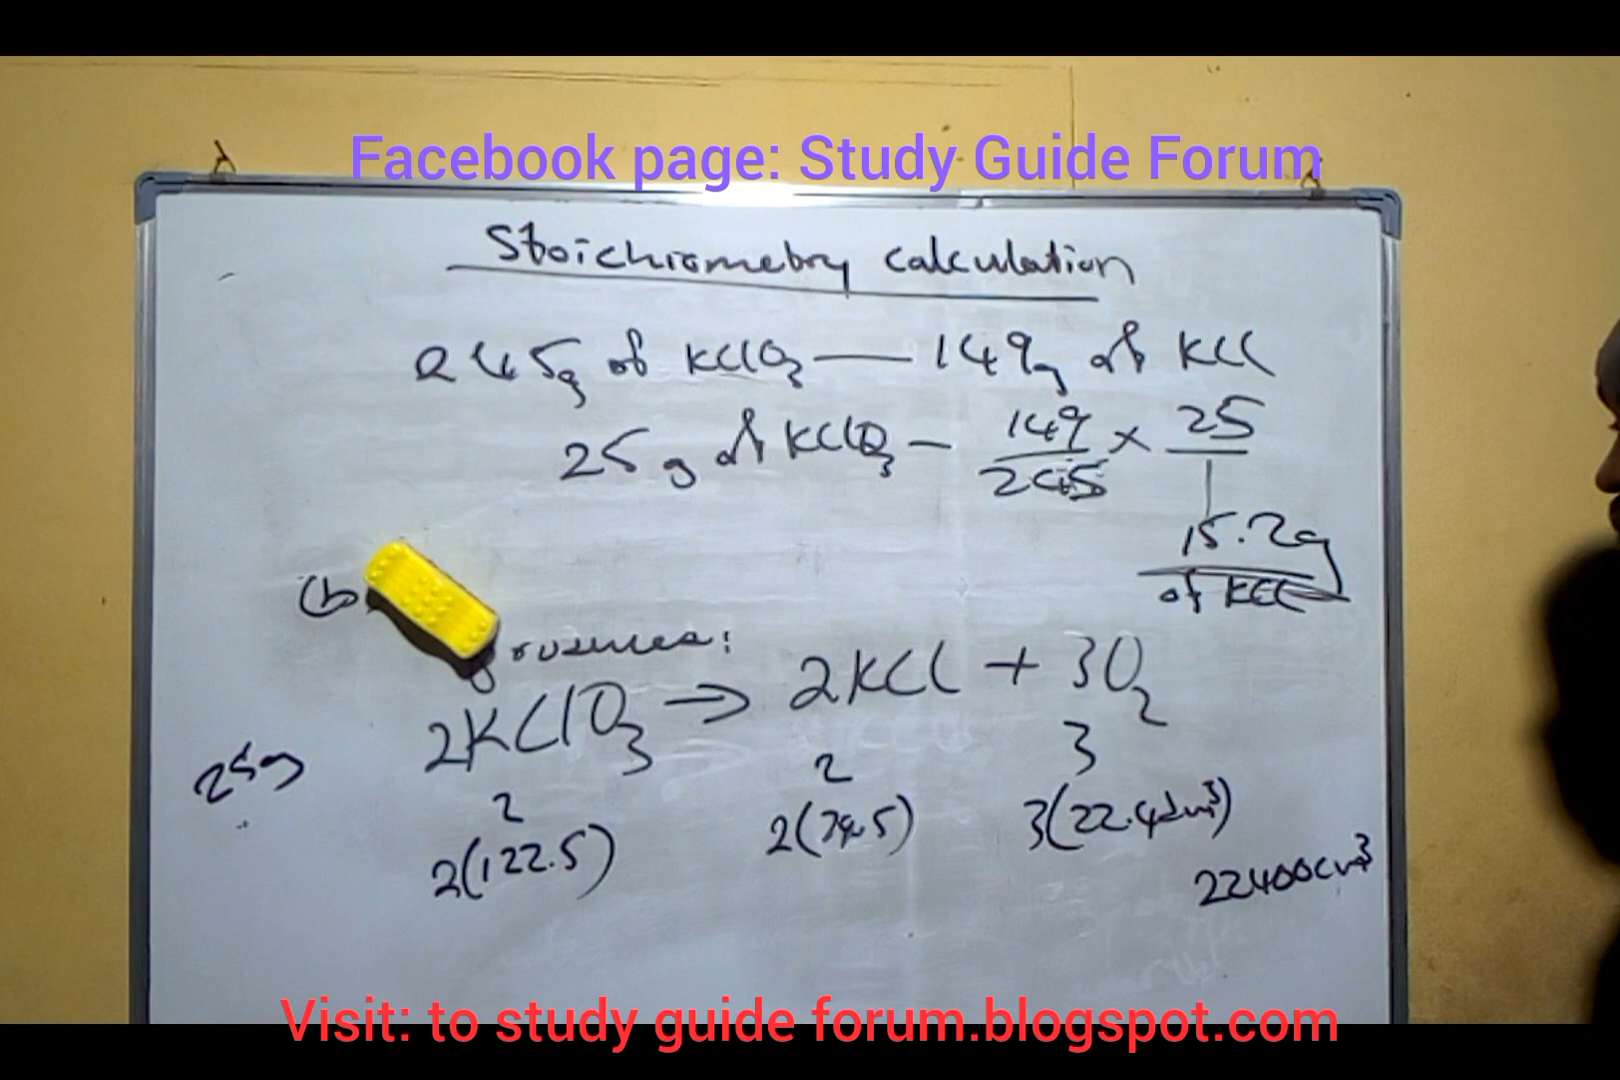 Facebook page: Study Guide Forum
Stoichiometry calculation
245g of KClO3 — 149g of KCl
25g of KClO3 — 149/245 × 25/1
15.2g
of KCl
(b)
2KClO3 → 2KCl + 3O2
25g
2 2 3
2(122.5) 2(74.5) 3(22.4dm³)
22400cm³
Visit: to study guide forum.blogspot.com